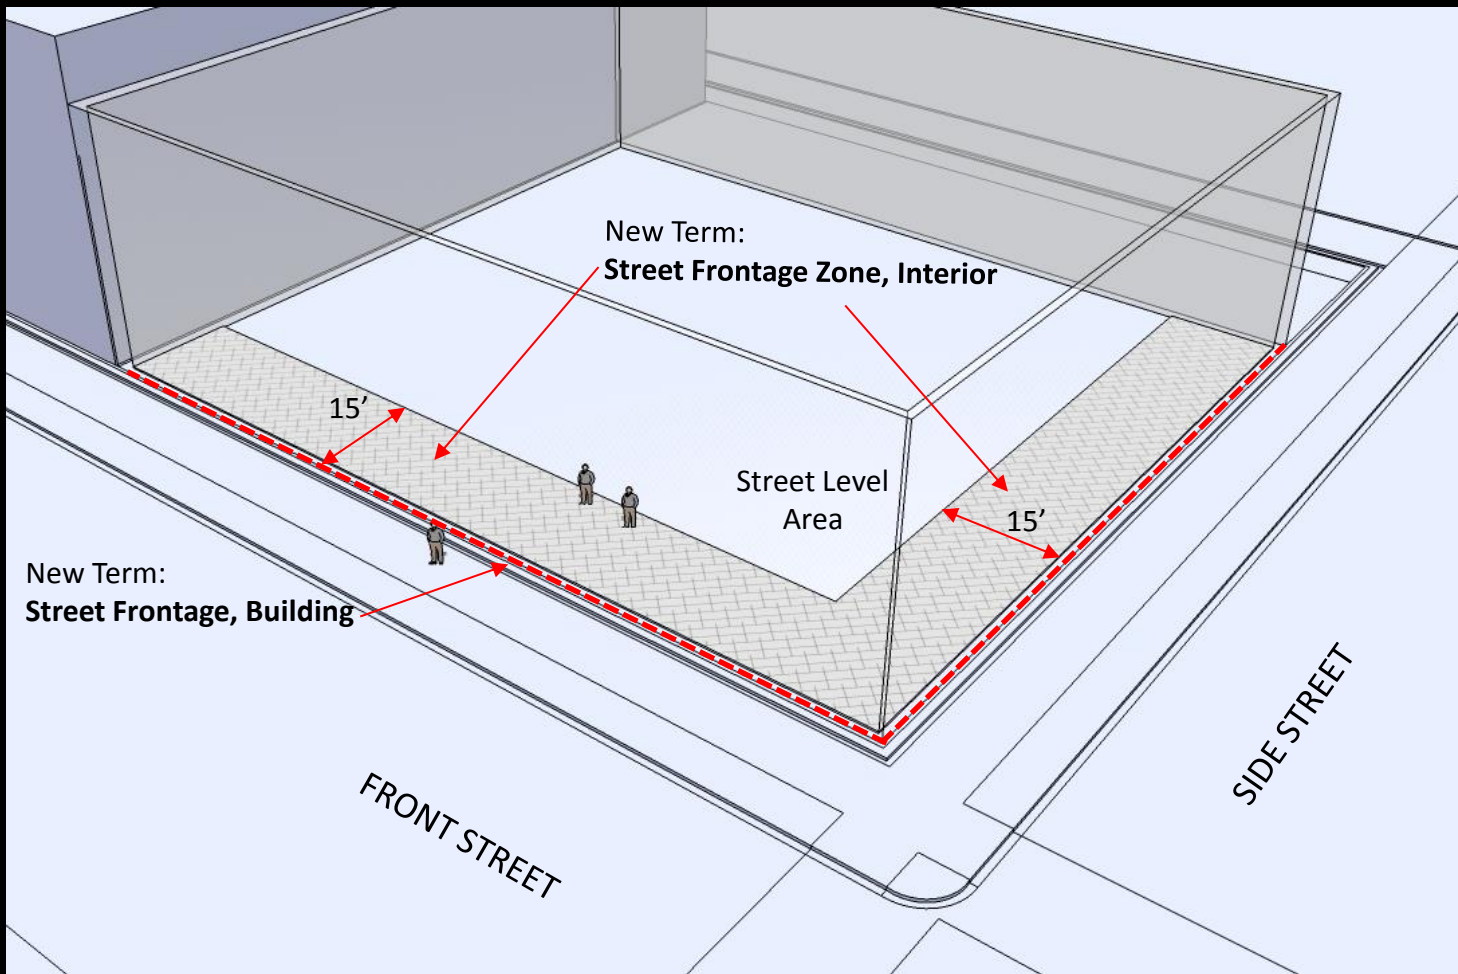 New Term:
Street Frontage Zone, Interior
15’
Street Level
Area
15’
New Term:
Street Frontage, Building
FRONT STREET
SIDE STREET